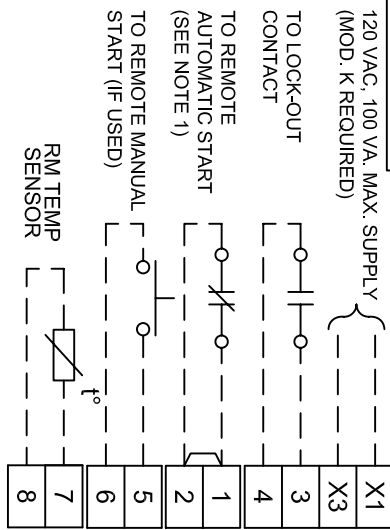 120 VAC, 100 VA. MAX. SUPPLY
(MOD. K REQUIRED)
X1
X3
TO LOCK-OUT
CONTACT
3
4
TO REMOTE
AUTOMATIC START
(SEE NOTE 1)
1
2
TO REMOTE MANUAL
START (IF USED)
5
6
RM TEMP
SENSOR
t°
7
8